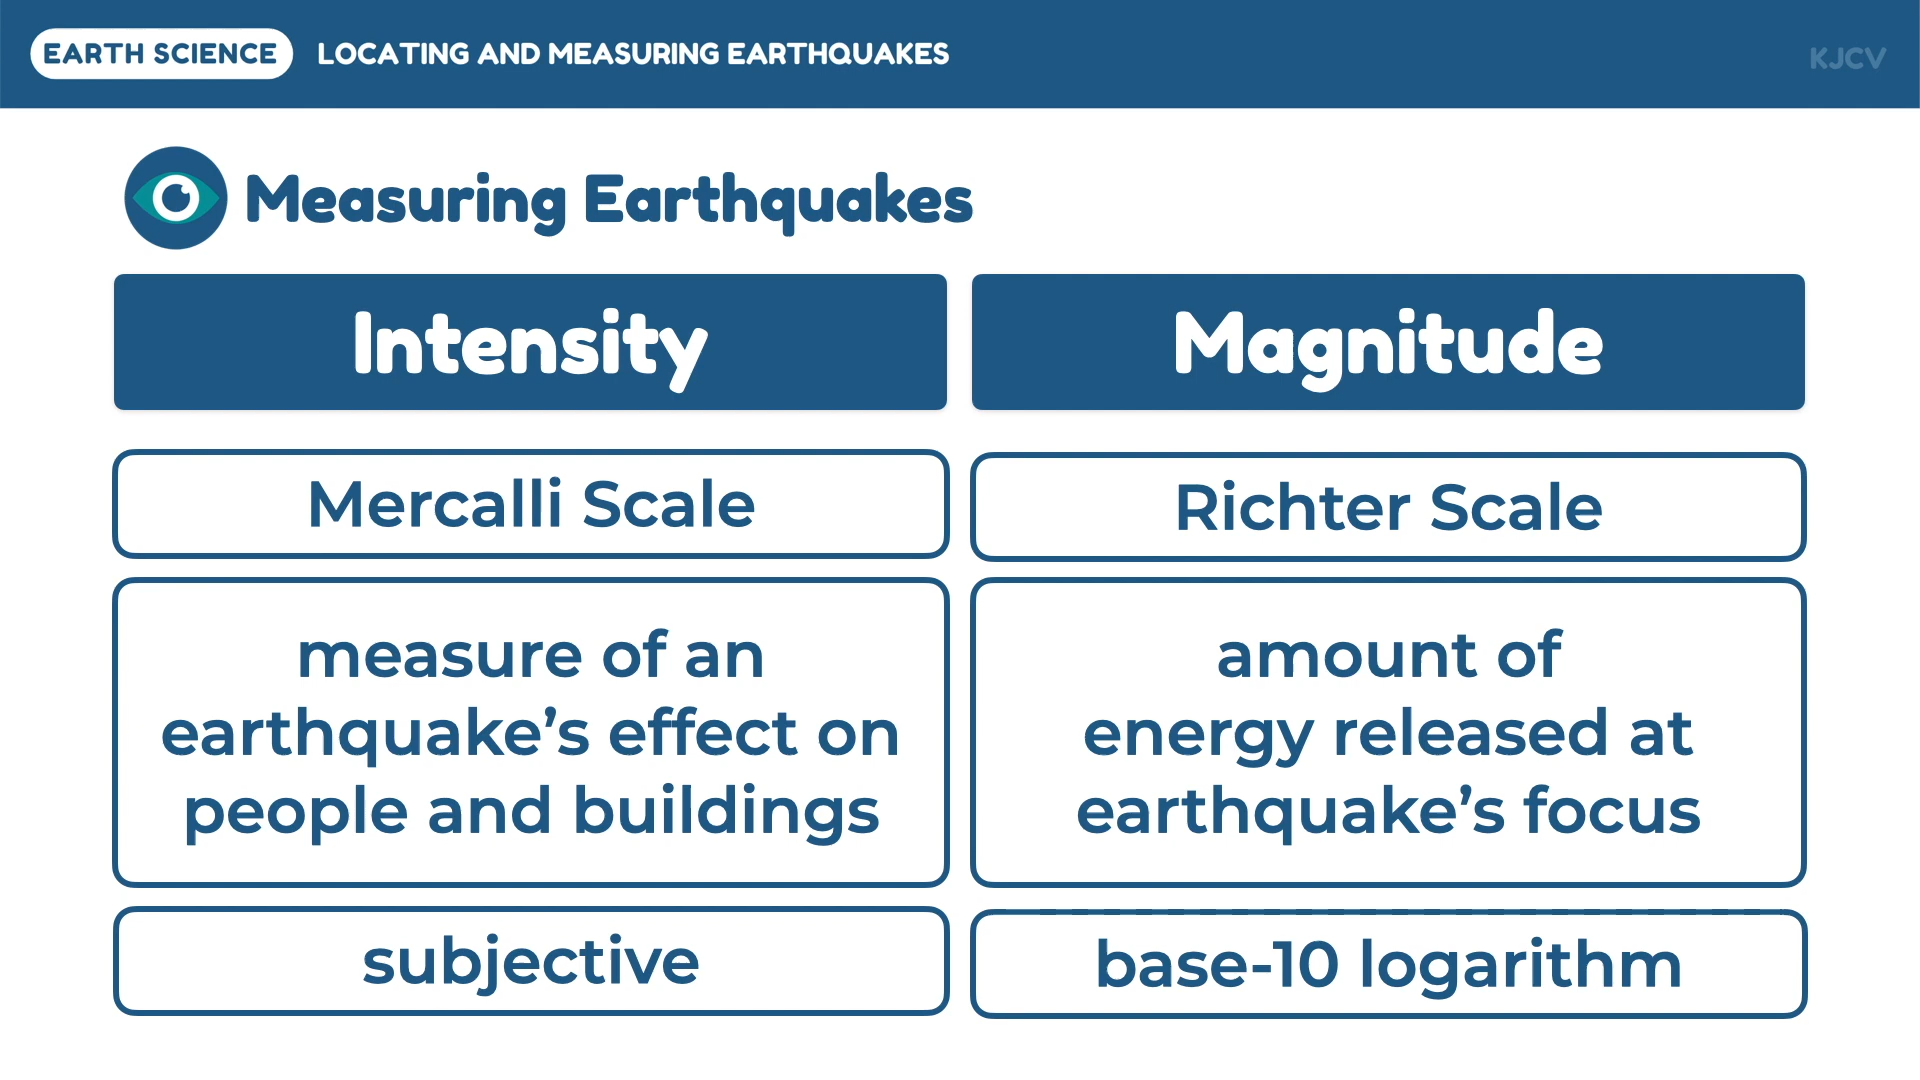 EARTH SCIENCE
LOCATING AND MEASURING EARTHQUAKES
KJCV
Measuring Earthquakes
Intensity
Magnitude
Mercalli Scale
Richter Scale
measure of an
earthquake’s effect on
people and buildings
amount of
energy released at
earthquake’s focus
subjective
base-10 logarithm